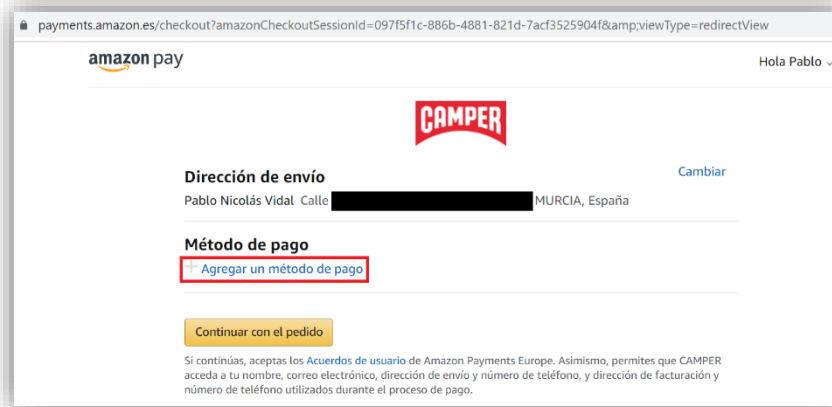 payments.amazon.es/checkout?amazonCheckoutSessionId=097f5f1c-886b-4881-821d-7acf3525904f&amp;viewType=redirectView
amazon pay
Hola Pablo
CAMPER
Dirección de envío
Cambiar
Pablo Nicolás Vidal Calle MURCIA, España
Método de pago
+ Agregar un método de pago
Continuar con el pedido
Si continúas, aceptas los Acuerdos de usuario de Amazon Payments Europe. Asimismo, permites que CAMPER
acceda a tu nombre, correo electrónico, dirección de envío y número de teléfono, y dirección de facturación y
número de teléfono utilizados durante el proceso de pago.